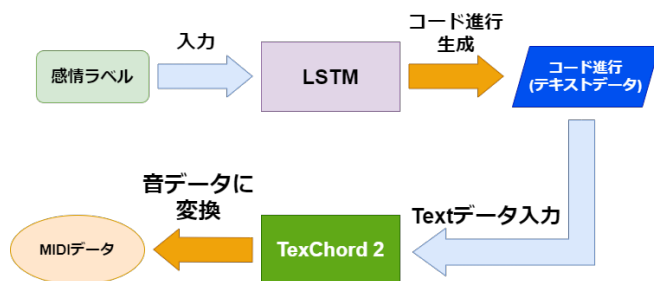 感情ラベル
入力
LSTM
コード進行
生成
コード進行
(テキストデータ)
Textデータ入力
TexChord 2
音データに
変換
MIDIデータ